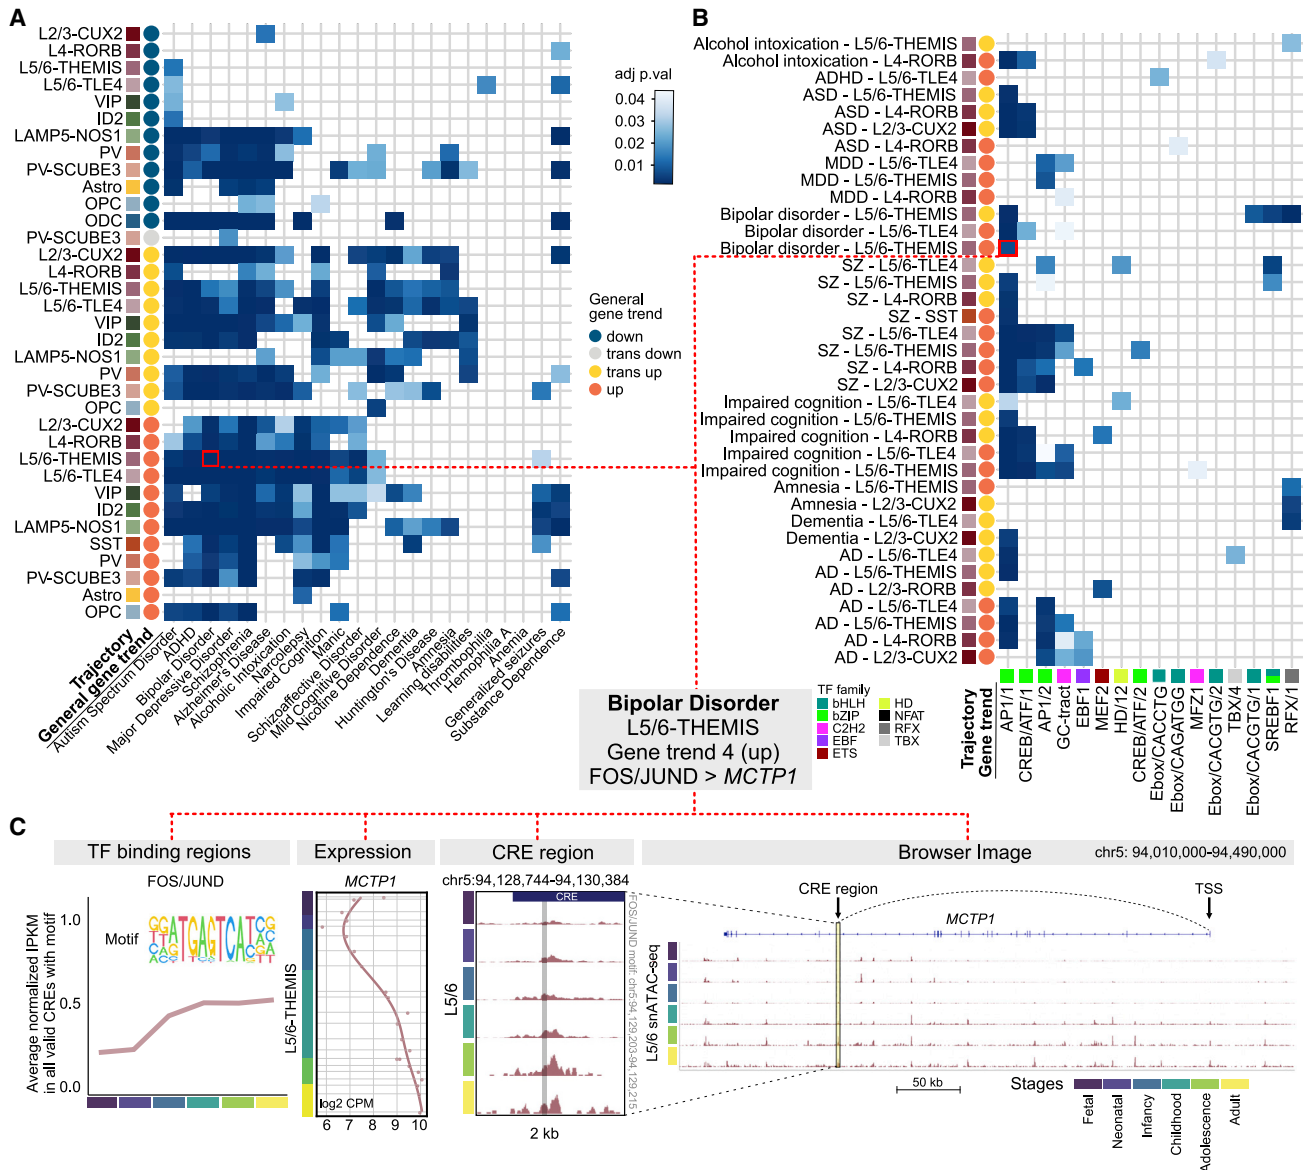 A
L2/3-CUX2
L4-RORB
L5/6-THEMIS
L5/6-TLE4
VIP
ID2
LAMP5-NOS1
PV
PV-SCUBE3
Astro
OPC
ODC
PV-SCUBE3
L2/3-CUX2
L4-RORB
L5/6-THEMIS
L5/6-TLE4
VIP
ID2
LAMP5-NOS1
PV
PV-SCUBE3
OPC
L2/3-CUX2
L4-RORB
L5/6-THEMIS
L5/6-TLE4
VIP
ID2
LAMP5-NOS1
SST
PV
PV-SCUBE3
Astro
OPC
Trajectory
General gene trend
Autism Spectrum Disorder
ADHD
Bipolar Disorder
Major Depressive Disorder
Schizophrenia
Alzheimer's Disease
Alcoholic Intoxication
Narcolepsy
Impaired Cognition
Manic
Schizoaffective Disorder
Mild Cognitive Disorder
Nicotine Dependence
Dementia
Huntington's Disease
Amnesia
Learning disabilities
Thrombophilia
Hemophilia A
Anemia
Generalized seizures
Substance Dependence
adj p.val
0.04
0.03
0.02
0.01
General
gene trend
down
trans down
trans up
up
B
Alcohol intoxication - L5/6-THEMIS
Alcohol intoxication - L4-RORB
ADHD - L5/6-TLE4
ASD - L5/6-THEMIS
ASD - L4-RORB
ASD - L2/3-CUX2
ASD - L4-RORB
MDD - L5/6-TLE4
MDD - L5/6-THEMIS
MDD - L4-RORB
Bipolar disorder - L5/6-THEMIS
Bipolar disorder - L5/6-TLE4
Bipolar disorder - L5/6-THEMIS
SZ - L5/6-TLE4
SZ - L5/6-THEMIS
SZ - L4-RORB
SZ - SST
SZ - L5/6-TLE4
SZ - L5/6-THEMIS
SZ - L4-RORB
SZ - L2/3-CUX2
Impaired cognition - L5/6-TLE4
Impaired cognition - L5/6-THEMIS
Impaired cognition - L4-RORB
Impaired cognition - L5/6-TLE4
Impaired cognition - L5/6-THEMIS
Amnesia - L5/6-THEMIS
Amnesia - L2/3-CUX2
Dementia - L5/6-TLE4
Dementia - L2/3-CUX2
AD - L5/6-TLE4
AD - L5/6-THEMIS
AD - L2/3-RORB
AD - L5/6-TLE4
AD - L5/6-THEMIS
AD - L4-RORB
AD - L2/3-CUX2
Trajectory
Gene trend
AP1/1
CREB/ATF/1
AP1/2
GC-tract
EBF1
MEF2
HD/12
CREB/ATF/2
Ebox/CACCTG
Ebox/CAGATGG
MFZ1
Ebox/CACGTG/2
TBX/4
Ebox/CACGTG/1
SREBF1
RFX/1
TF family
bHLH
bZIP
C2H2
EBF
ETS
HD
NFAT
RFX
TBX
Bipolar Disorder
L5/6-THEMIS
Gene trend 4 (up)
FOS/JUND > MCTP1
C
TF binding regions
FOS/JUND
Average normalized IPKM
in all valid CREs with motif
1.0
0.5
0.0
Motif
ATGAGTCAT
Expression
MCTP1
L5/6-THEMIS
log2 CPM
6 7 8 9 10
CRE region
chr5:94,128,744-94,130,384
CRE
L5/6
FOS/JUND motif: chr5:94,129,203-94,129,215
2 kb
Browser Image
chr5: 94,010,000-94,490,000
CRE region
MCTP1
TSS
L5/6 snATAC-seq
50 kb
Stages
Fetal
Neonatal
Infancy
Childhood
Adolescence
Adult